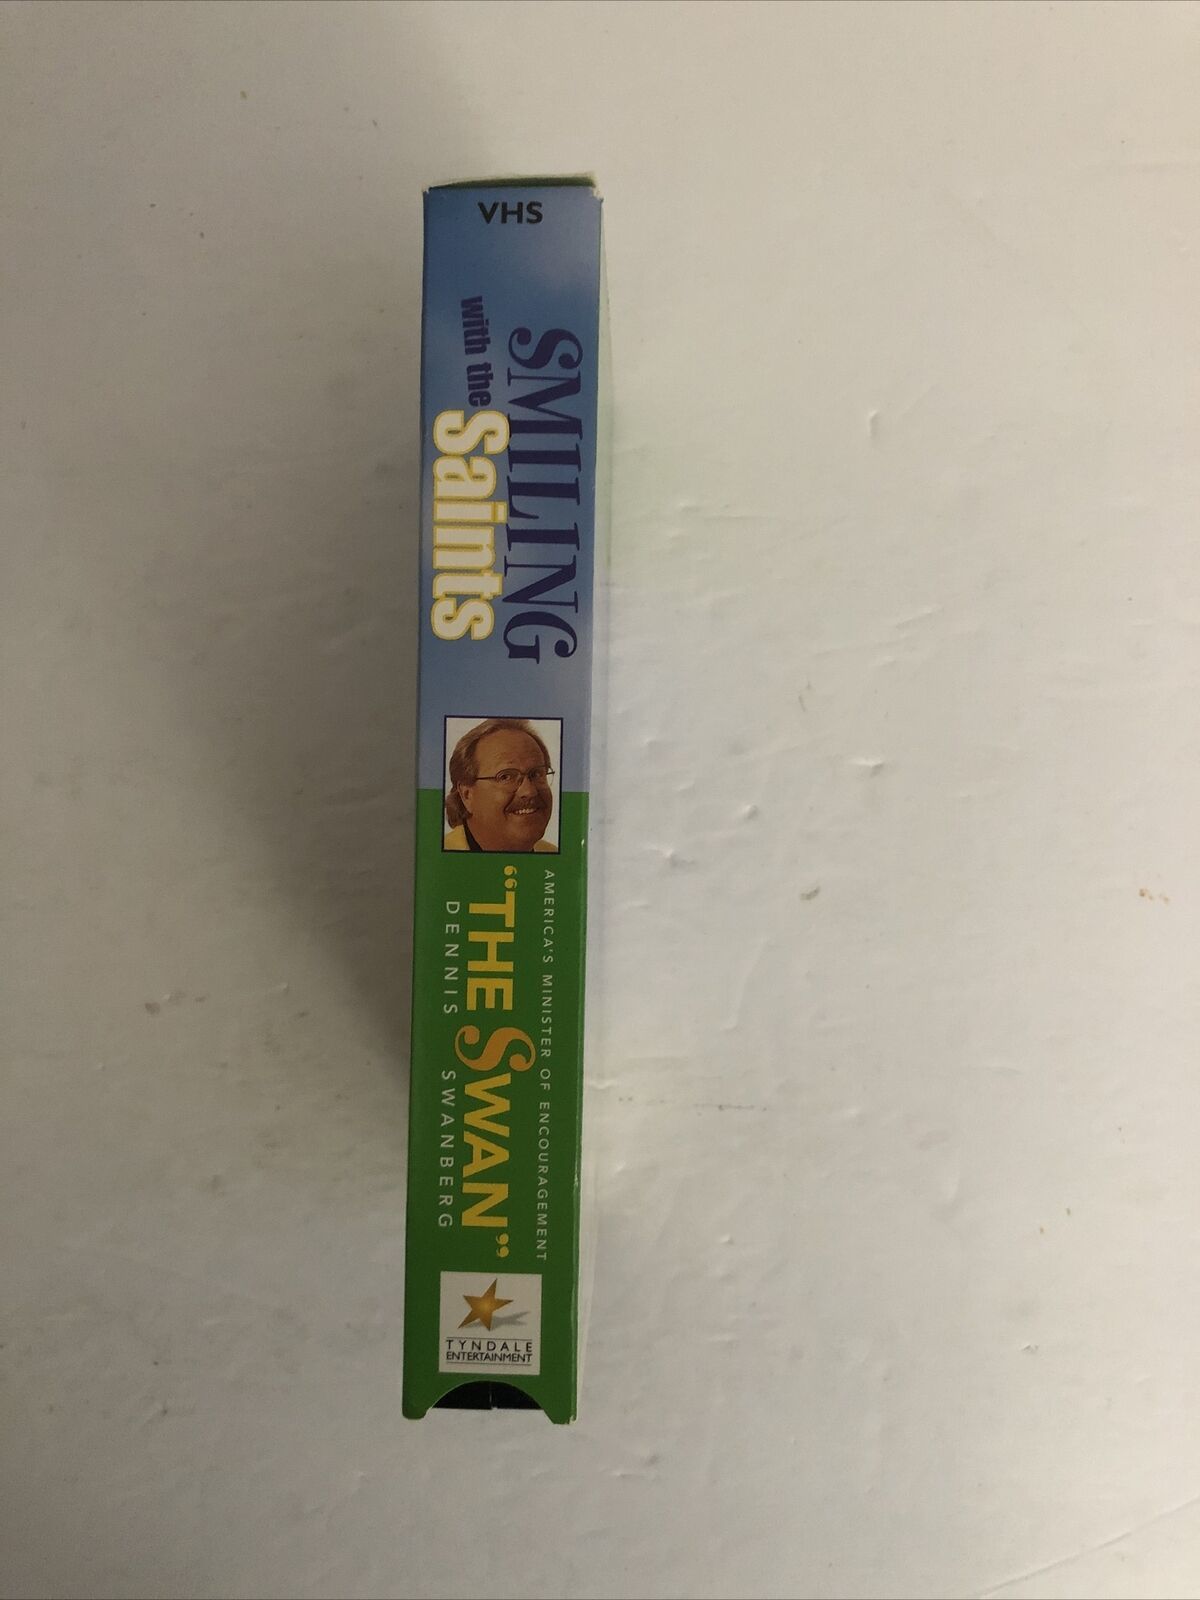 VHS
SMILING
with the
Saints
AMERICA'S MINISTER OF ENCOURAGEMENT
"THE SWAN"
DENNIS SWANBERG
TYNDALE
ENTERTAINMENT